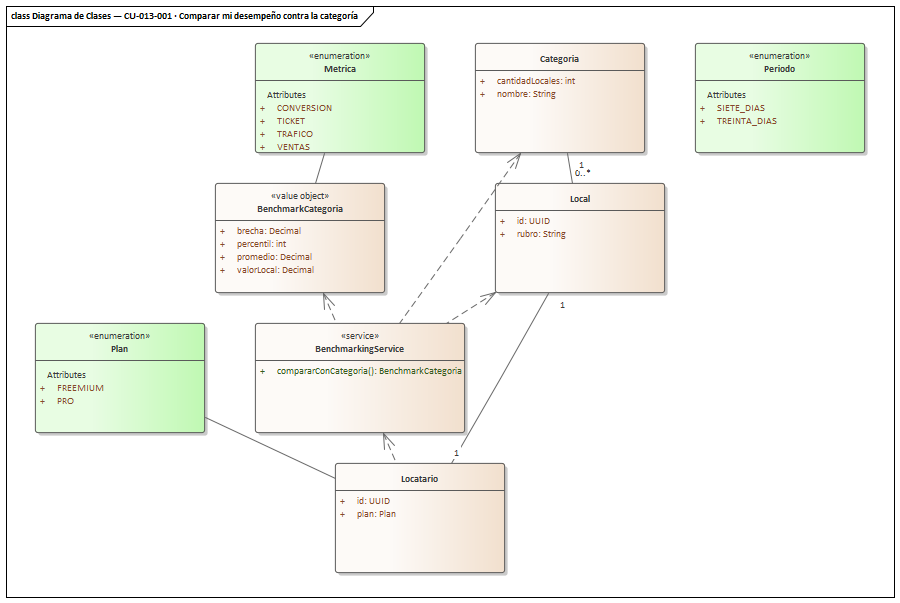 class Diagrama de Clases — CU-013-001 · Comparar mi desempeño contra la categoría
«enumeration»
Metrica
Attributes
+ CONVERSION
+ TICKET
+ TRAFICO
+ VENTAS
Categoria
+ cantidadLocales: int
+ nombre: String
«enumeration»
Periodo
Attributes
+ SIETE_DIAS
+ TREINTA_DIAS
1
0..*
«value object»
BenchmarkCategoria
+ brecha: Decimal
+ percentil: int
+ promedio: Decimal
+ valorLocal: Decimal
Local
+ id: UUID
+ rubro: String
1
«enumeration»
Plan
Attributes
+ FREEMIUM
+ PRO
«service»
BenchmarkingService
+ compararConCategoria(): BenchmarkCategoria
1
Locatario
+ id: UUID
+ plan: Plan